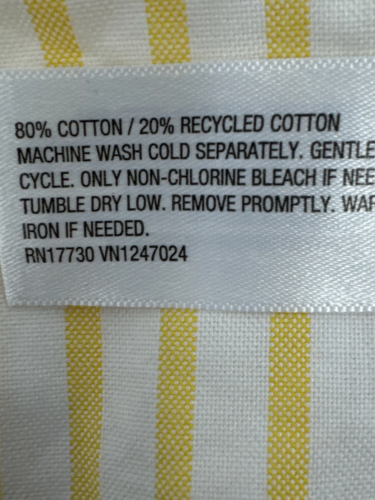 80% COTTON / 20% RECYCLED COTTON
MACHINE WASH COLD SEPARATELY. GENTLE
CYCLE. ONLY NON-CHLORINE BLEACH IF
TUMBLE DRY LOW. REMOVE PROMPTLY.
IRON IF NEEDED.
RN17730 VN1247024